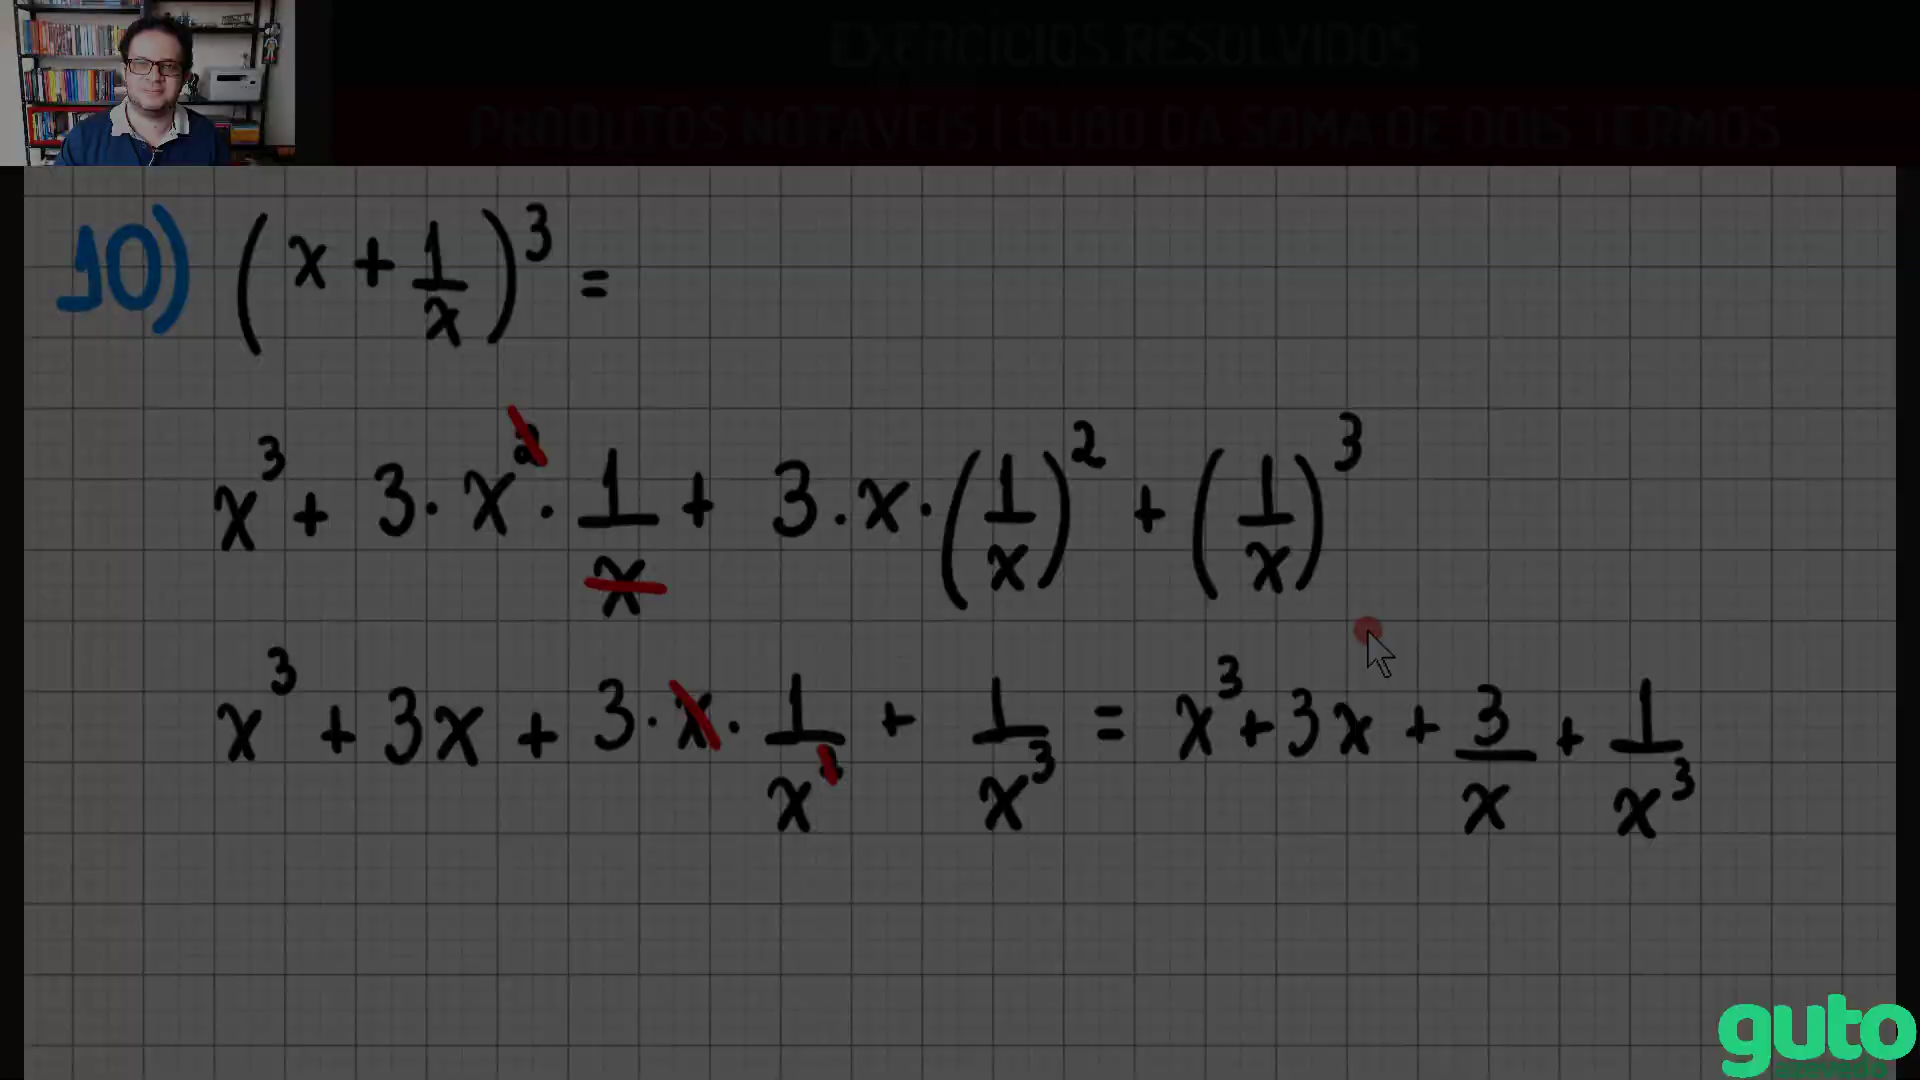 EXERCÍCIOS RESOLVIDOS
PRODUTOS NOTÁVEIS | CUBO DA SOMA DE DOIS TERMOS
10) (x + 1/x)³ =
x³ + 3 · x² · 1/x + 3 . x · (1/x)² + (1/x)³
x³ + 3x + 3 · x · 1/x² + 1/x³ = x³ + 3x + 3/x + 1/x³
guto
azevedo